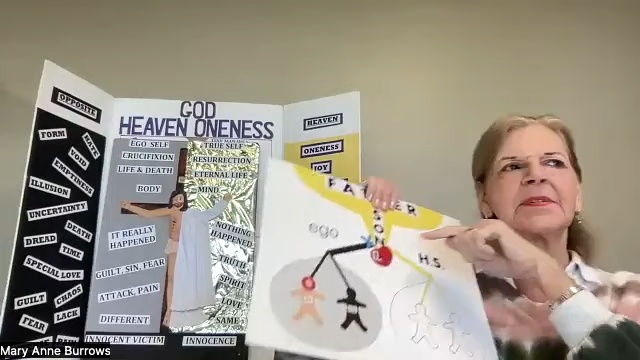 OPPOSITE
FORM
HATE
VOID
EMPTINESS
ILLUSION
UNCERTAINTY
DEATH
DREAD
TIME
SPECIAL LOVE
GUILT
CHAOS
FEAR
LACK
GOD
HEAVEN ONENESS
EGO SELF
CRUCIFIXION
LIFE & DEATH
BODY
IT REALLY
HAPPENED
GUILT, SIN, FEAR
ATTACK, PAIN
DIFFERENT
INNOCENT VICTIM
TRUE SELF
RESURRECTION
ETERNAL LIFE
MIND
NOTHING
HAPPENED
TRUTH
SPIRIT
LOVE
SAME
INNOCENCE
HEAVEN
ONENESS
JOY
FATHER
SON
ego
H.S.
Mary Anne Burrows